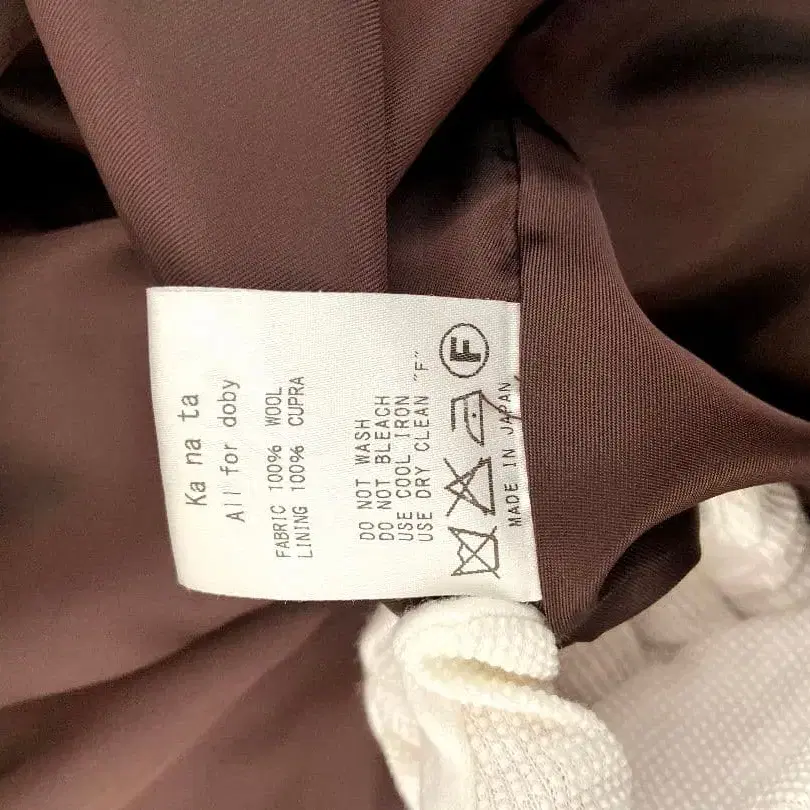 Ka na ta
All for doby
FABRIC 100% WOOL
LINING 100% CUPRA
DO NOT WASH
DO NOT BLEACH
USE COOL IRON
USE DRY CLEAN "F"
F
MADE IN JAPAN